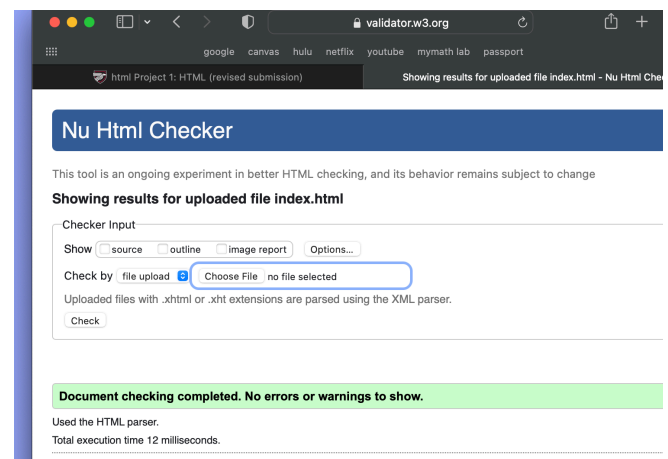 validator.w3.org
google canvas hulu netflix youtube mymath lab passport
html Project 1: HTML (revised submission) Showing results for uploaded file index.html - Nu Html Che
Nu Html Checker
This tool is an ongoing experiment in better HTML checking, and its behavior remains subject to change
Showing results for uploaded file index.html
Checker Input
Show source outline image report Options...
Check by file upload Choose File no file selected
Uploaded files with .xhtml or .xht extensions are parsed using the XML parser.
Check
Document checking completed. No errors or warnings to show.
Used the HTML parser.
Total execution time 12 milliseconds.